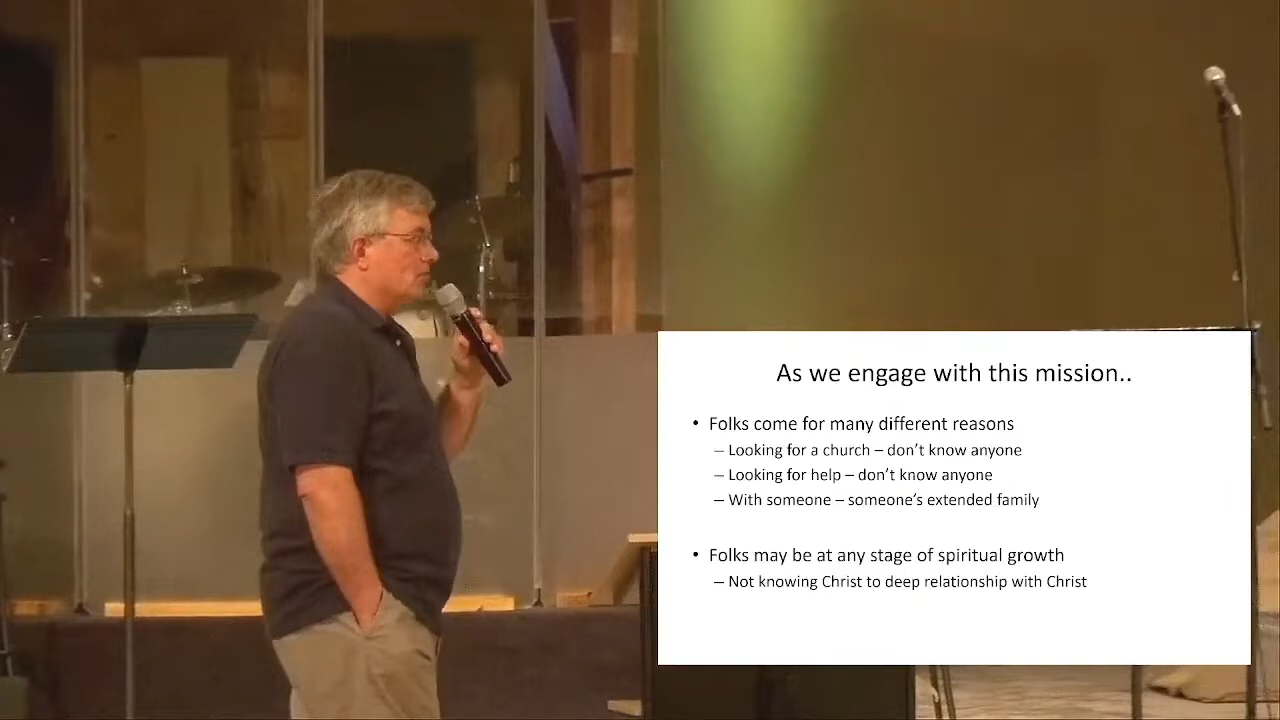 As we engage with this mission..
• Folks come for many different reasons
– Looking for a church – don't know anyone
– Looking for help – don't know anyone
– With someone – someone's extended family
• Folks may be at any stage of spiritual growth
– Not knowing Christ to deep relationship with Christ